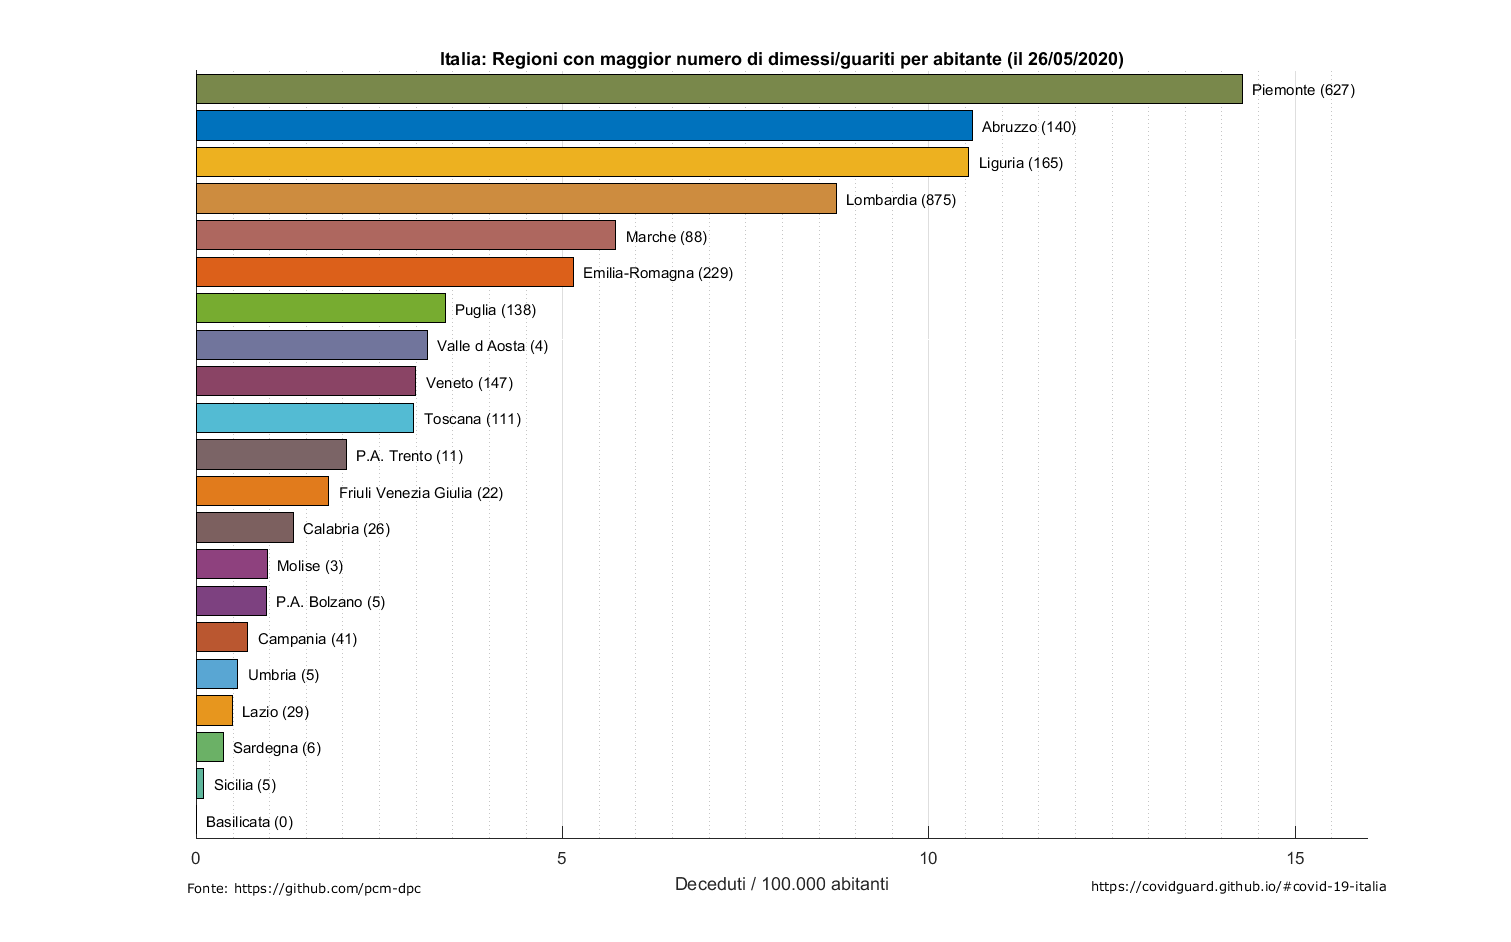 Italia: Regioni con maggior numero di dimessi/guariti per abitante (il 26/05/2020)
Piemonte (627)
Abruzzo (140)
Liguria (165)
Lombardia (875)
Marche (88)
Emilia-Romagna (229)
Puglia (138)
Valle d Aosta (4)
Veneto (147)
Toscana (111)
P.A. Trento (11)
Friuli Venezia Giulia (22)
Calabria (26)
Molise (3)
P.A. Bolzano (5)
Campania (41)
Umbria (5)
Lazio (29)
Sardegna (6)
Sicilia (5)
Basilicata (0)
0 5 10 15
Deceduti / 100.000 abitanti
Fonte: https://github.com/pcm-dpc
https://covidguard.github.io/#covid-19-italia